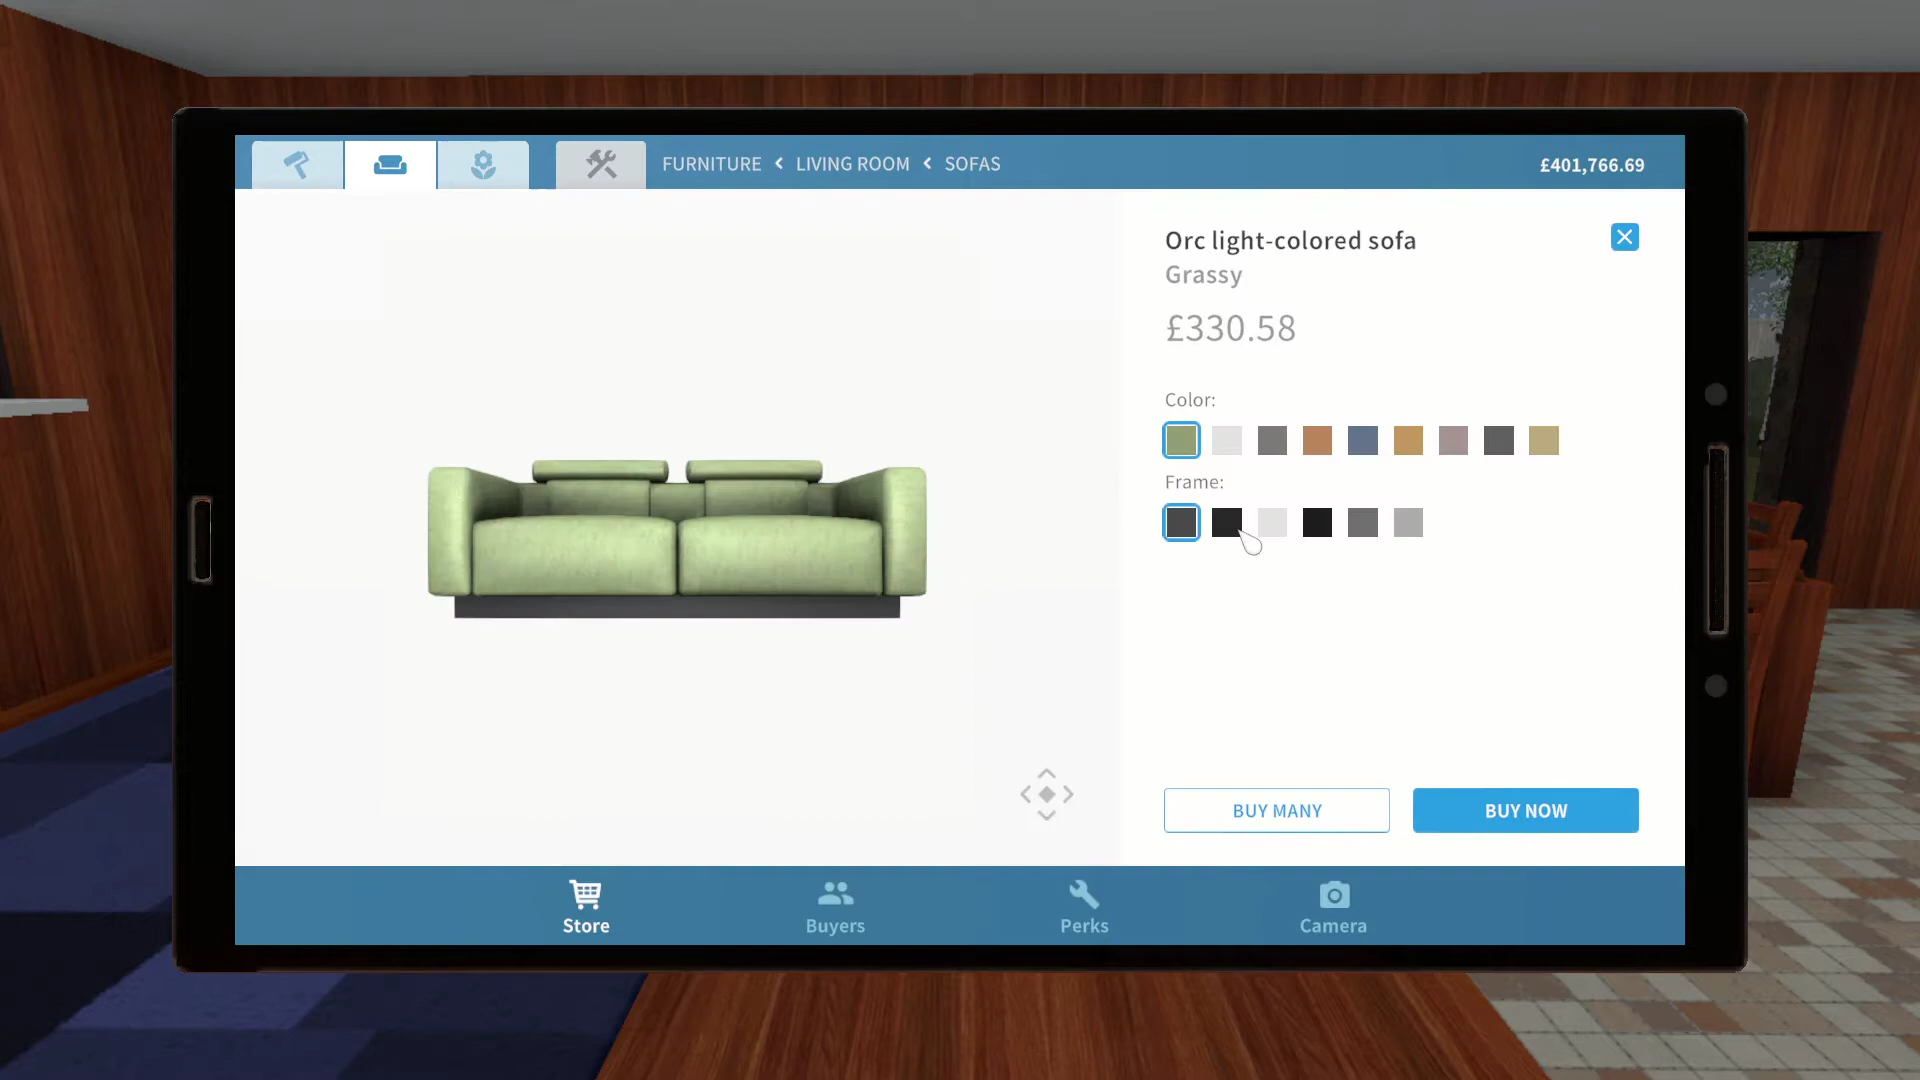 FURNITURE < LIVING ROOM < SOFAS
£401,766.69
Orc light-colored sofa
Grassy
£330.58
Color:
Frame:
BUY MANY
BUY NOW
Store
Buyers
Perks
Camera